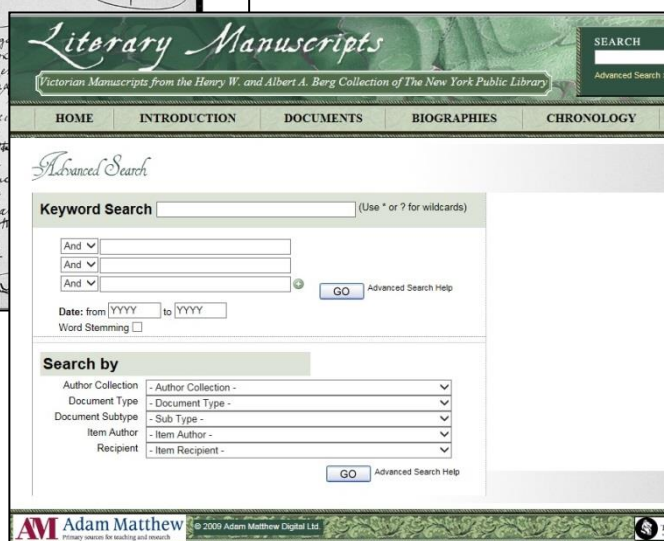 Literary Manuscripts
Victorian Manuscripts from the Henry W. and Albert A. Berg Collection of The New York Public Library
SEARCH
Advanced Search
HOME INTRODUCTION DOCUMENTS BIOGRAPHIES CHRONOLOGY
Advanced Search
Keyword Search (Use * or ? for wildcards)
And
And
And GO Advanced Search Help
Date: from YYYY to YYYY
Word Stemming
Search by
Author Collection - Author Collection -
Document Type - Document Type -
Document Subtype - Sub Type -
Item Author - Item Author -
Recipient - Item Recipient -
GO Advanced Search Help
AM Adam Matthew © 2009 Adam Matthew Digital Ltd.
Primary sources for teaching and research